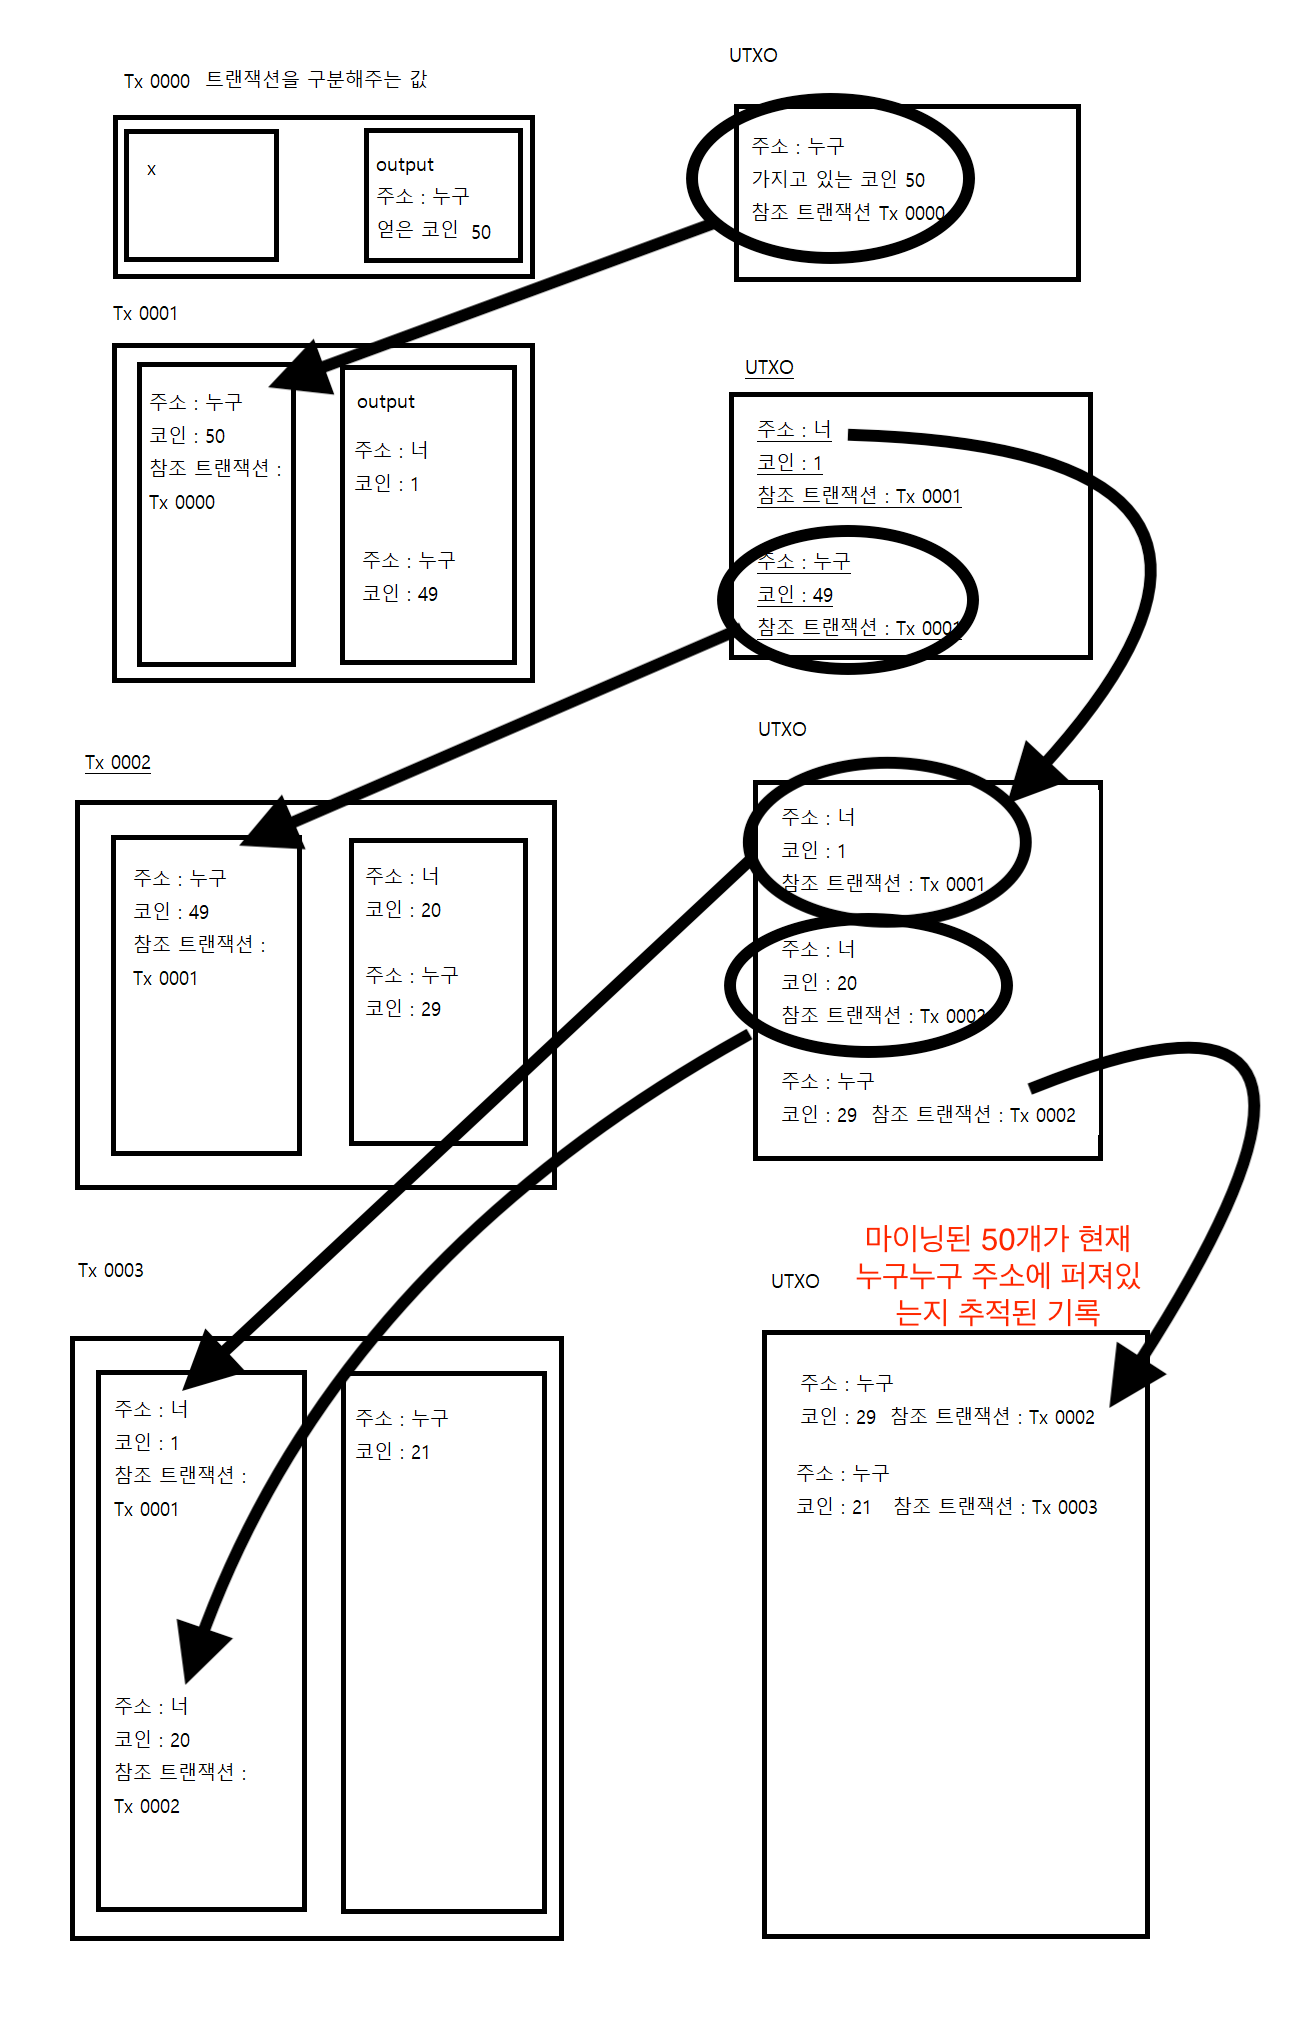 Tx 0000 트랜잭션을 구분해주는 값
x
output
주소 : 누구
얻은 코인 50
UTXO
주소 : 누구
가지고 있는 코인 50
참조 트랜잭션 Tx 0000
Tx 0001
주소 : 누구
코인 : 50
참조 트랜잭션 :
Tx 0000
output
주소 : 너
코인 : 1
주소 : 누구
코인 : 49
UTXO
주소 : 너
코인 : 1
참조 트랜잭션 : Tx 0001
주소 : 누구
코인 : 49
참조 트랜잭션 : Tx 0001
Tx 0002
주소 : 누구
코인 : 49
참조 트랜잭션 :
Tx 0001
주소 : 너
코인 : 20
주소 : 누구
코인 : 29
UTXO
주소 : 너
코인 : 1
참조 트랜잭션 : Tx 0001
주소 : 너
코인 : 20
참조 트랜잭션 : Tx 0002
주소 : 누구
코인 : 29 참조 트랜잭션 : Tx 0002
Tx 0003
주소 : 너
코인 : 1
참조 트랜잭션 :
Tx 0001
주소 : 너
코인 : 20
참조 트랜잭션 :
Tx 0002
주소 : 누구
코인 : 21
UTXO
마이닝된 50개가 현재
누구누구 주소에 퍼져있
는지 추적된 기록
주소 : 누구
코인 : 29 참조 트랜잭션 : Tx 0002
주소 : 누구
코인 : 21 참조 트랜잭션 : Tx 0003